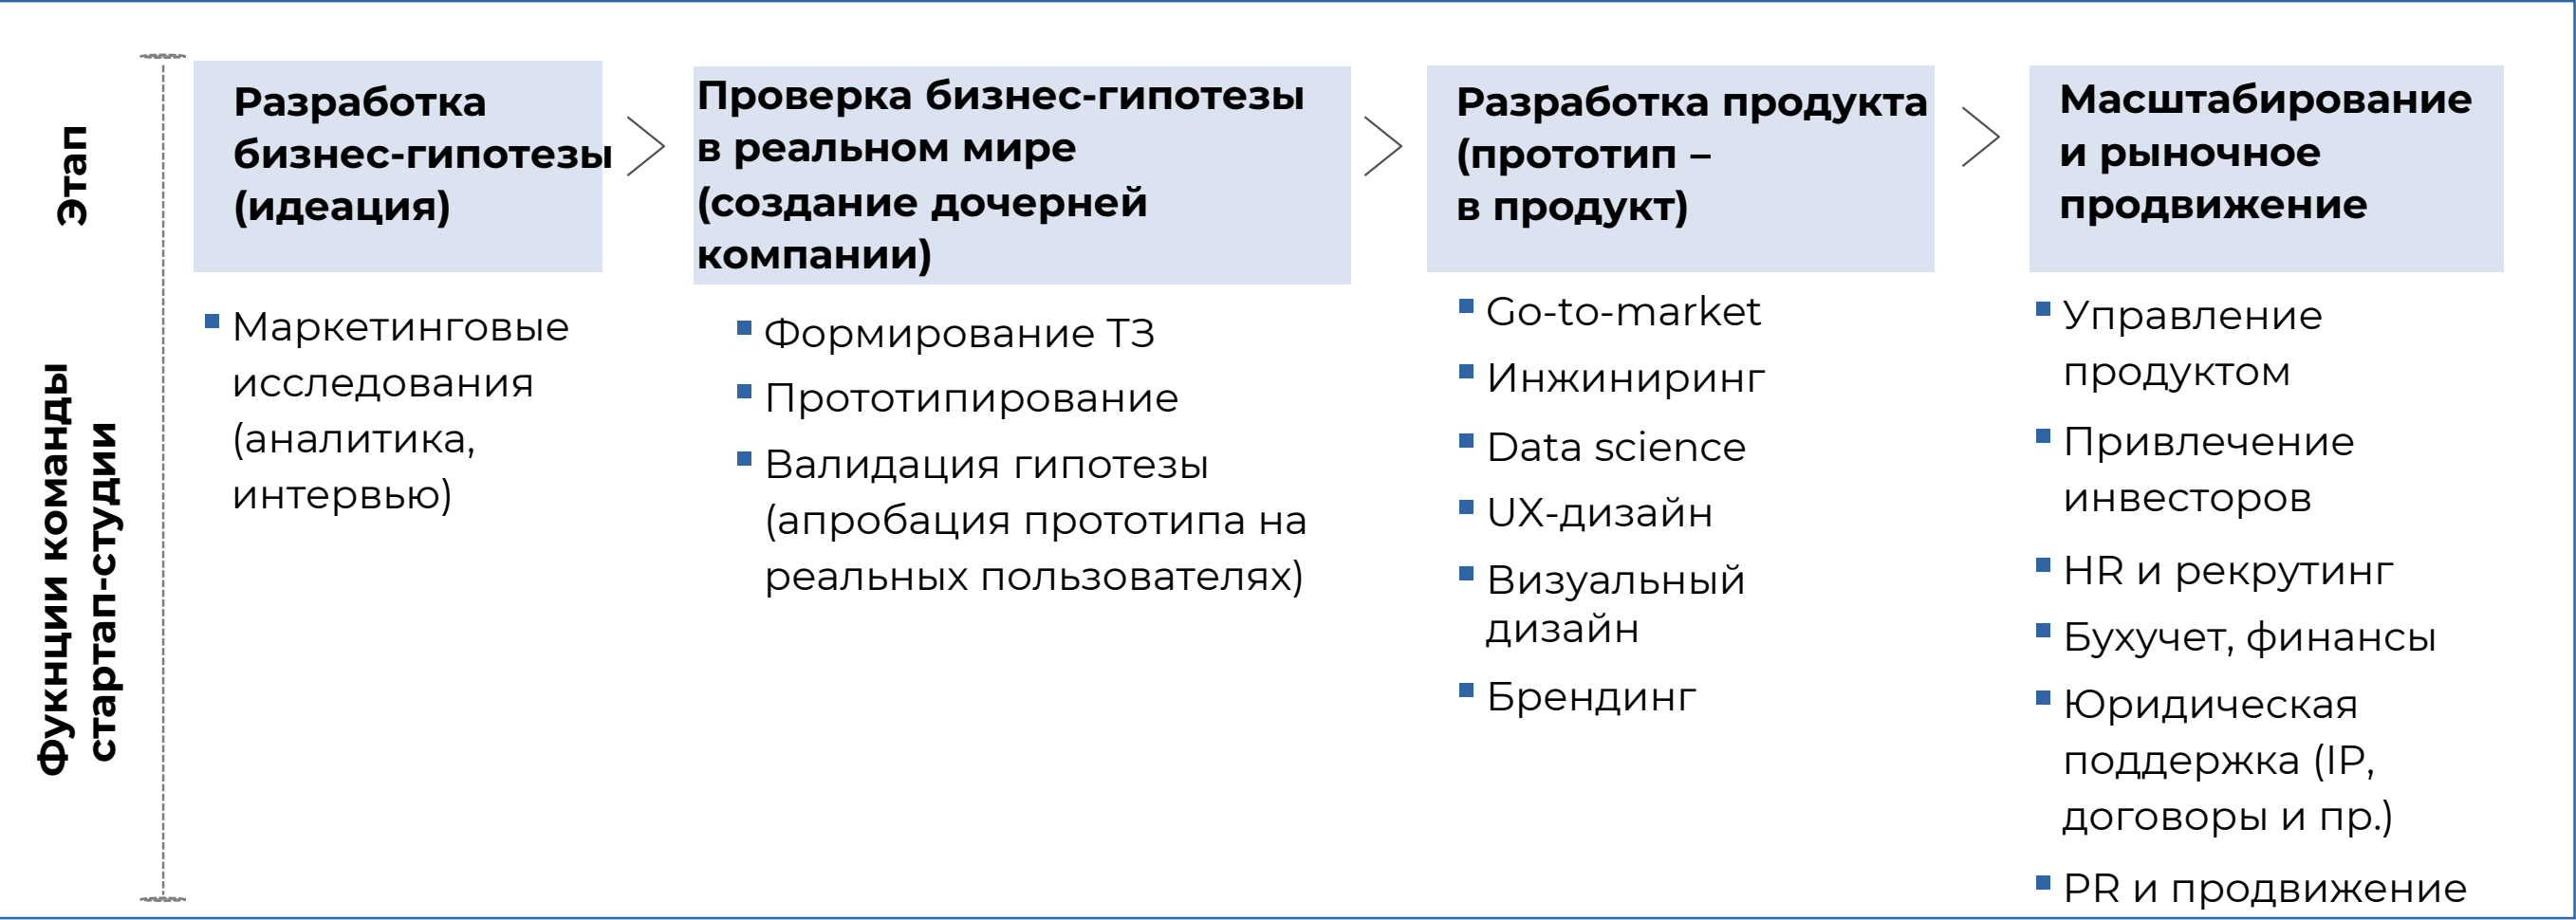 Этап
Разработка
бизнес-гипотезы
(идеация)
Проверка бизнес-гипотезы
в реальном мире
(создание дочерней
компании)
Разработка продукта
(прототип –
в продукт)
Масштабирование
и рыночное
продвижение
Фукнции команды
стартап-студии
Маркетинговые
исследования
(аналитика,
интервью)
Формирование ТЗ
Прототипирование
Валидация гипотезы
(апробация прототипа на
реальных пользователях)
Go-to-market
Инжиниринг
Data science
UX-дизайн
Визуальный
дизайн
Брендинг
Управление
продуктом
Привлечение
инвесторов
HR и рекрутинг
Бухучет, финансы
Юридическая
поддержка (IP,
договоры и пр.)
PR и продвижение